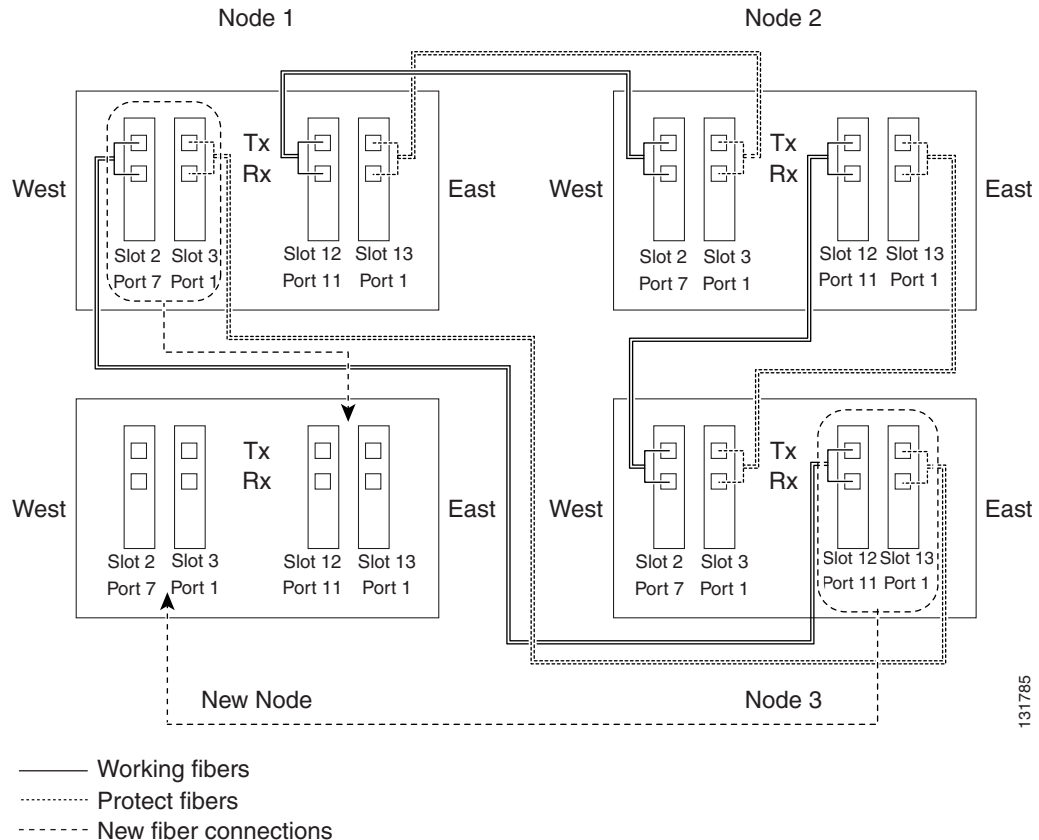 Node 1
Node 2
West
Tx
Rx
East
Slot 2 Slot 3
Port 7 Port 1
Slot 12 Slot 13
Port 11 Port 1
West
Tx
Rx
East
Slot 2 Slot 3
Port 7 Port 1
Slot 12 Slot 13
Port 11 Port 1
West
Tx
Rx
East
Slot 2 Slot 3
Port 7 Port 1
Slot 12 Slot 13
Port 11 Port 1
West
Tx
Rx
East
Slot 2 Slot 3
Port 7 Port 1
Slot 12 Slot 13
Port 11 Port 1
New Node
Node 3
131785
Working fibers
Protect fibers
New fiber connections